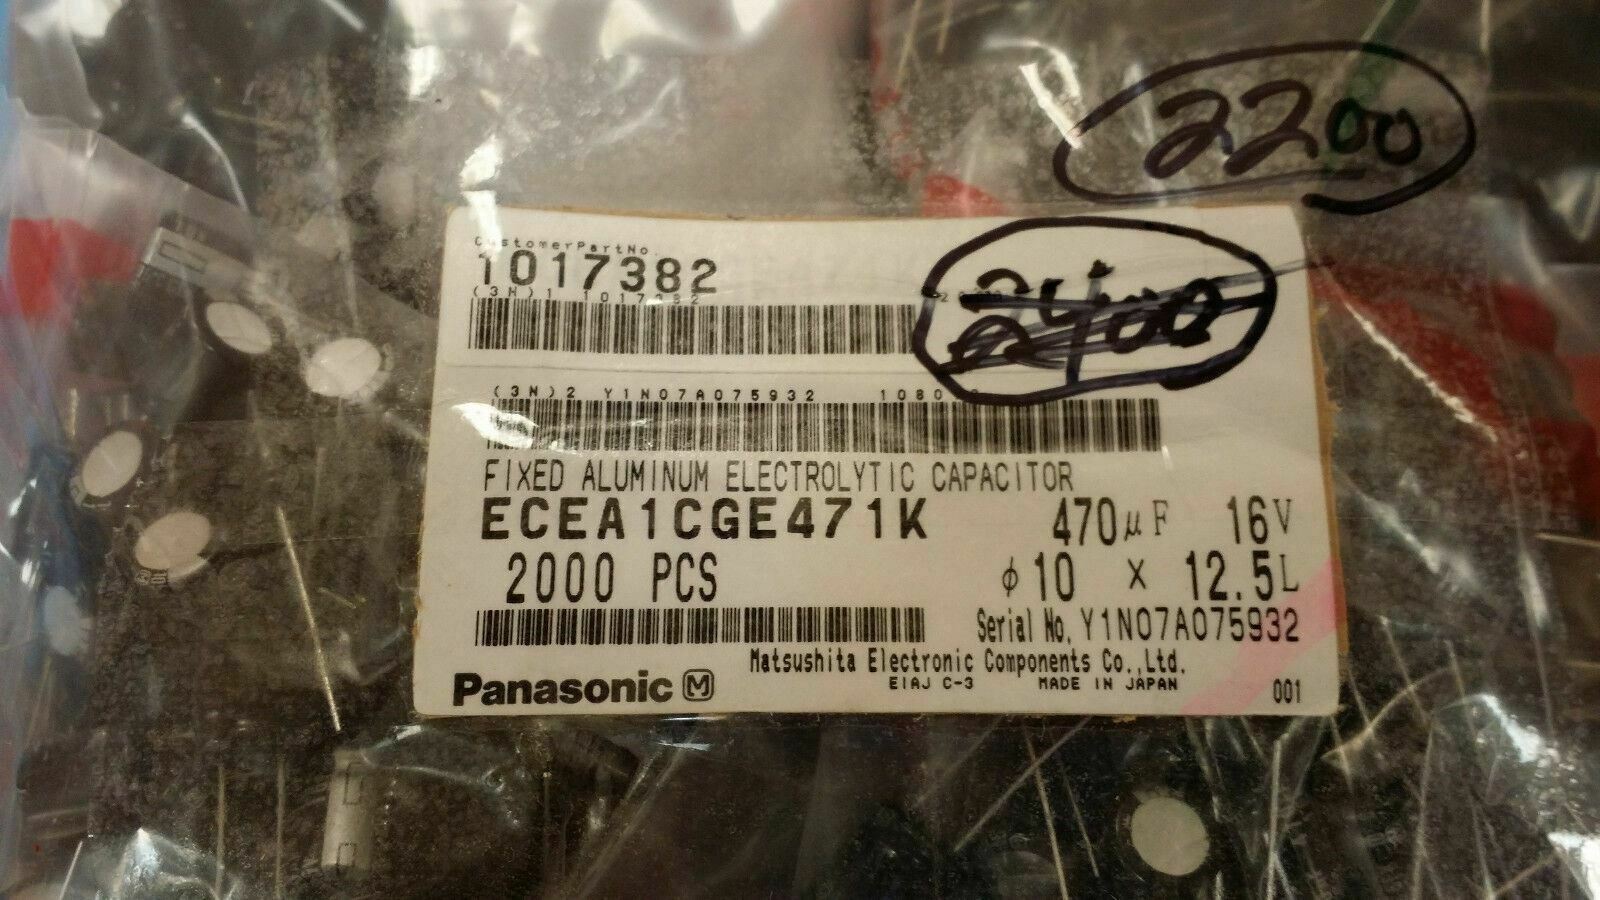 2200
CustomerPartNo.
1017382
2400
(3N)1 1017382
(3N)2 Y1N07A075932 1080
FIXED ALUMINUM ELECTROLYTIC CAPACITOR
ECEA1CGE471K 470μF 16V
2000 PCS φ10 x 12.5L
Serial No. Y1N07A075932
Matsushita Electronic Components Co.,Ltd.
Panasonic M EIAJ C-3 MADE IN JAPAN 001